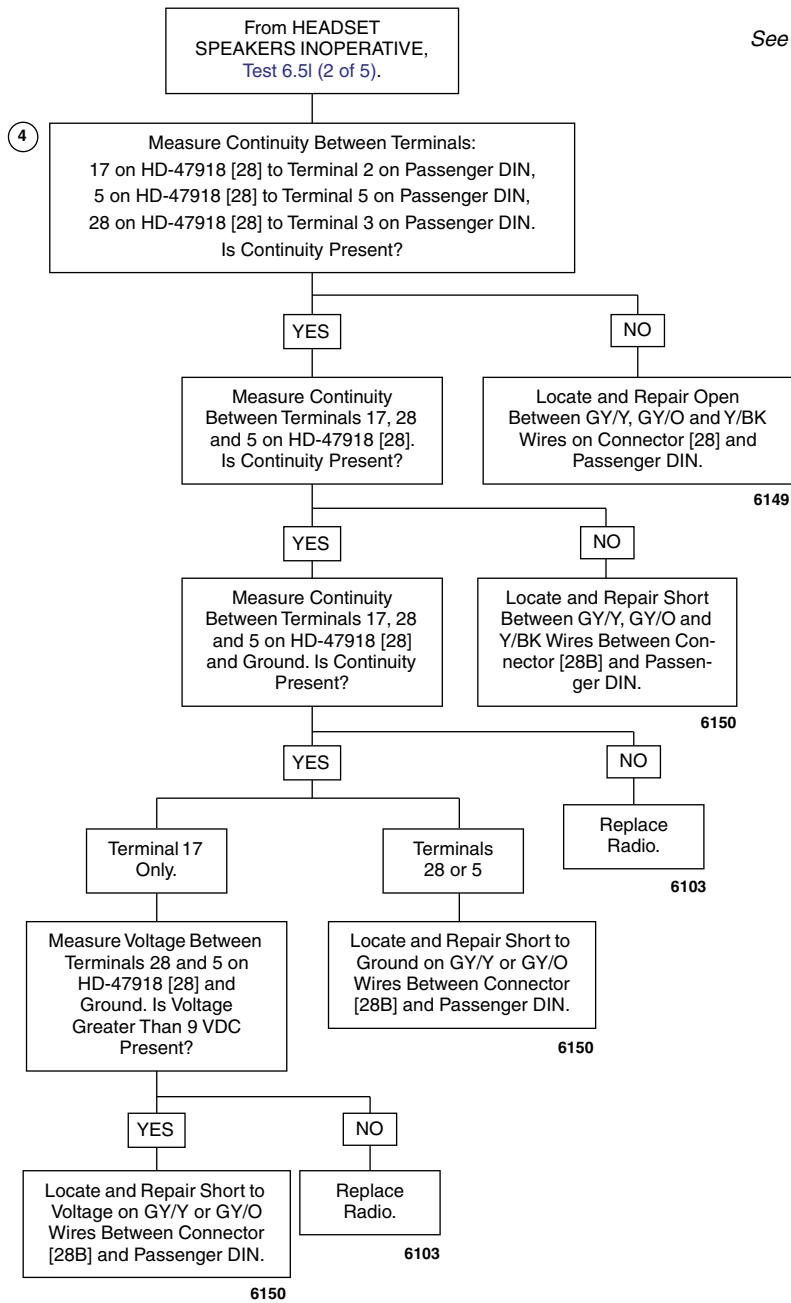 From HEADSET
SPEAKERS INOPERATIVE,
Test 6.5I (2 of 5).
See
4
Measure Continuity Between Terminals:
17 on HD-47918 [28] to Terminal 2 on Passenger DIN,
5 on HD-47918 [28] to Terminal 5 on Passenger DIN,
28 on HD-47918 [28] to Terminal 3 on Passenger DIN.
Is Continuity Present?
YES
NO
Measure Continuity
Between Terminals 17, 28
and 5 on HD-47918 [28].
Is Continuity Present?
Locate and Repair Open
Between GY/Y, GY/O and Y/BK
Wires on Connector [28] and
Passenger DIN.
6149
YES
NO
Measure Continuity
Between Terminals 17, 28
and 5 on HD-47918 [28]
and Ground. Is Continuity
Present?
Locate and Repair Short
Between GY/Y, GY/O and
Y/BK Wires Between Con-
nector [28B] and Passen-
ger DIN.
6150
YES
NO
Terminal 17
Only.
Terminals
28 or 5
Replace
Radio.
6103
Measure Voltage Between
Terminals 28 and 5 on
HD-47918 [28] and
Ground. Is Voltage
Greater Than 9 VDC
Present?
Locate and Repair Short to
Ground on GY/Y or GY/O
Wires Between Connector
[28B] and Passenger DIN.
6150
YES
NO
Locate and Repair Short to
Voltage on GY/Y or GY/O
Wires Between Connector
[28B] and Passenger DIN.
6150
Replace
Radio.
6103